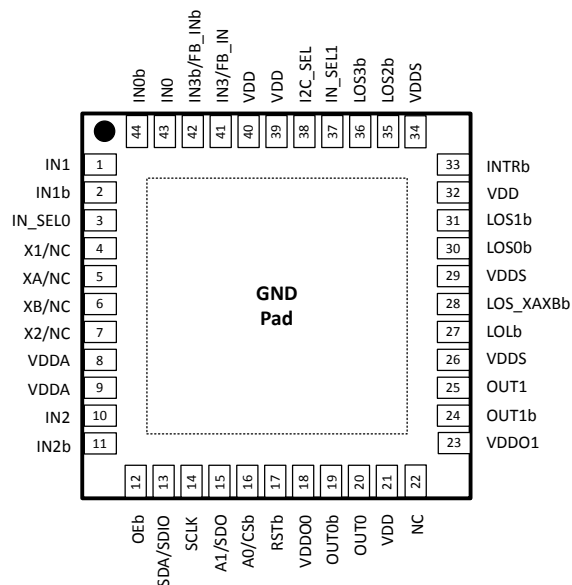 IN0b
IN0
IN3b/FB_INb
IN3/FB_IN
VDD
VDD
I2C_SEL
IN_SEL1
LOS3b
LOS2b
VDDS
44
43
42
41
40
39
38
37
36
35
34
IN1 1
IN1b 2
IN_SEL0 3
X1/NC 4
XA/NC 5
XB/NC 6
X2/NC 7
VDDA 8
VDDA 9
IN2 10
IN2b 11
GND
Pad
33 INTRb
32 VDD
31 LOS1b
30 LOS0b
29 VDDS
28 LOS_XAXBb
27 LOLb
26 VDDS
25 OUT1
24 OUT1b
23 VDDO1
12
13
14
15
16
17
18
19
20
21
22
OEb
SDA/SDIO
SCLK
A1/SDO
A0/CSb
RSTb
VDDO0
OUT0b
OUT0
VDD
NC